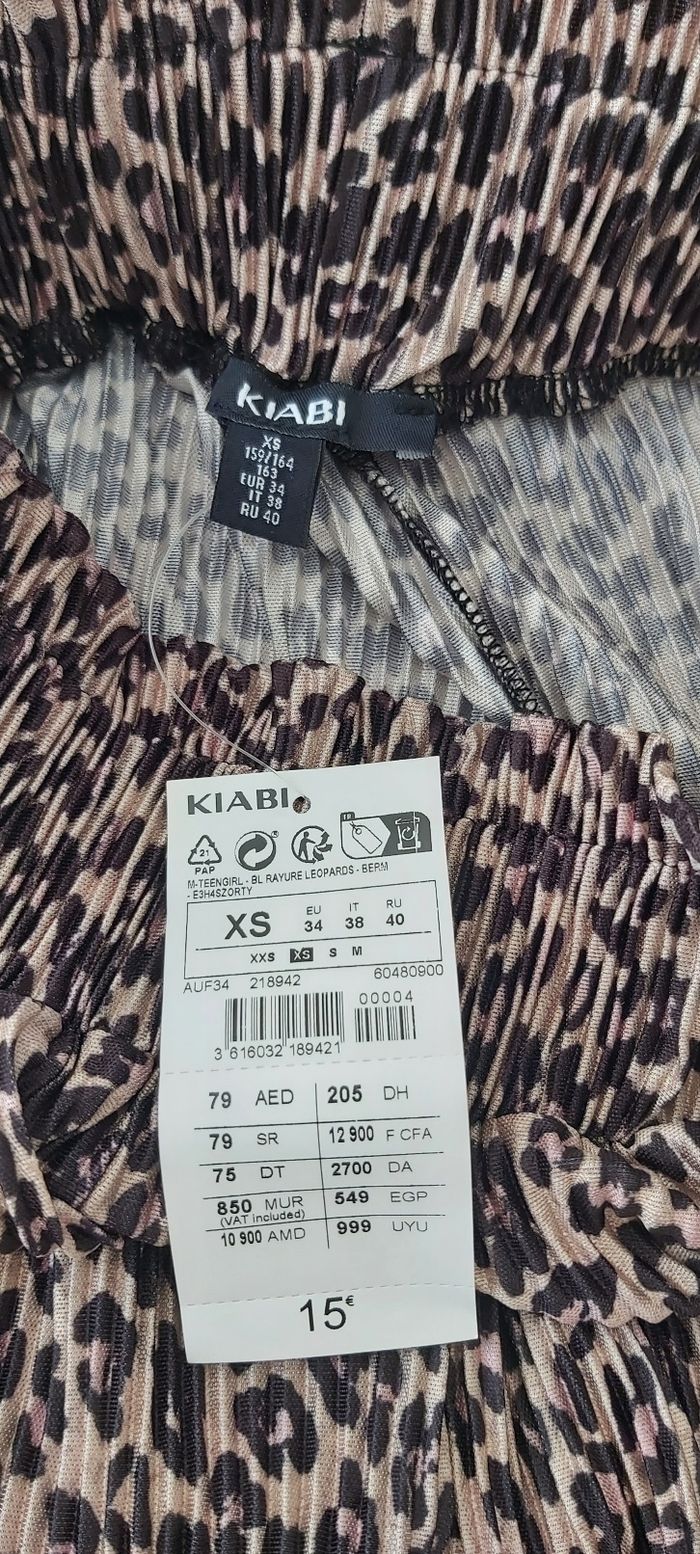 KIABI
XS
159/164
163
EUR 34
IT 38
RU 40
KIABI
21
PAP
FR
M-TEENGIRL - BL RAYURE LEOPARDS - BERM
- E3H4SZORTY
XS EU 34 IT 38 RU 40
XXS XS S M
AUF34 218942 60480900
00004
3 616032 189421
79 AED 205 DH
79 SR 12 900 F CFA
75 DT 2700 DA
850 MUR 549 EGP
(VAT included)
10 900 AMD 999 UYU
15€